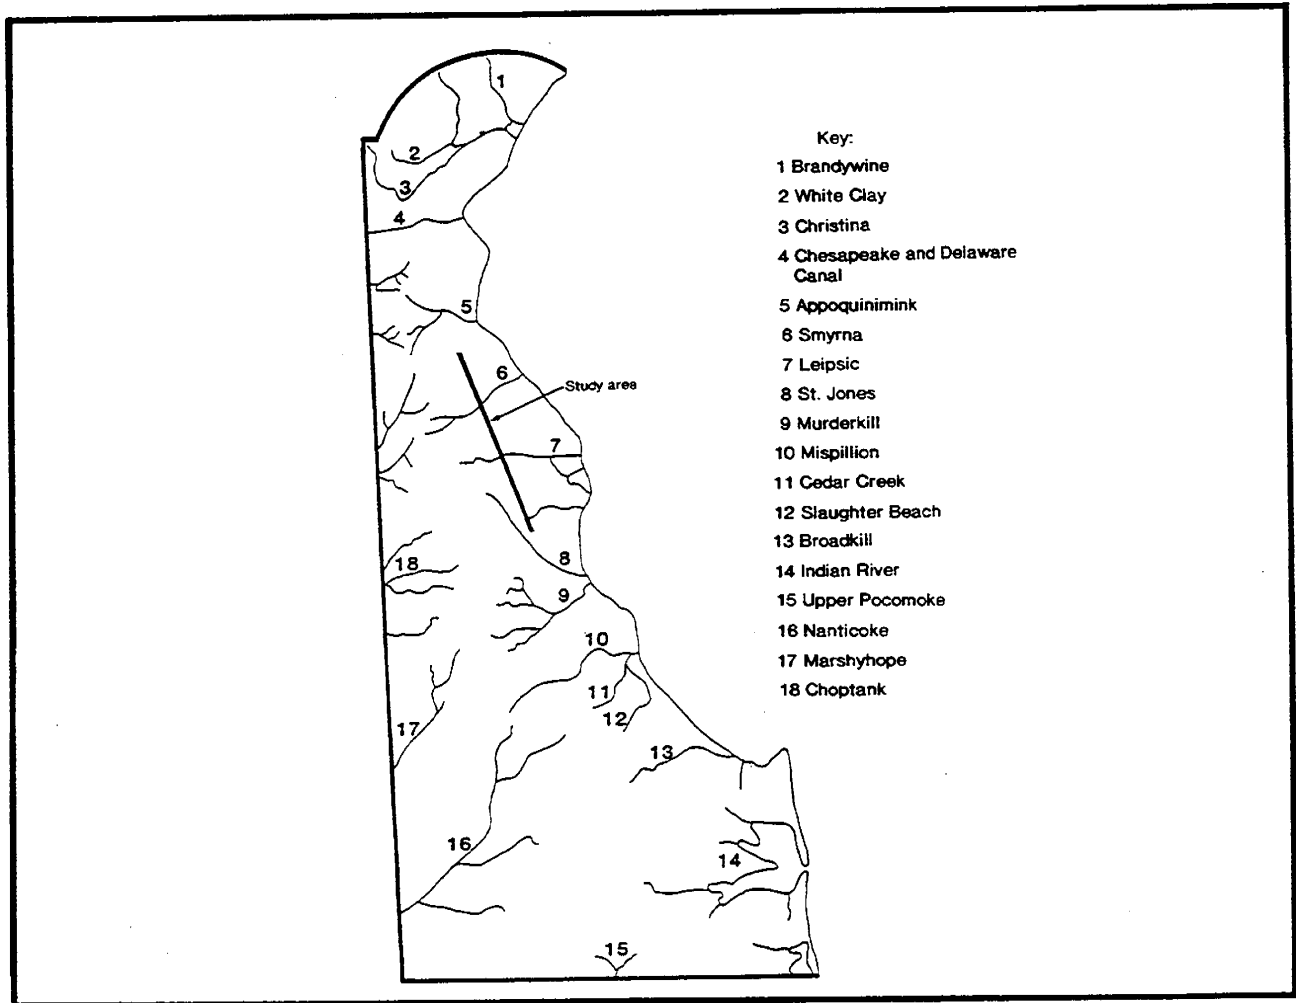 1
2
3
4
5
6
Study area
7
8
18
9
10
11
12
17
13
16
14
15
Key:
1 Brandywine
2 White Clay
3 Christina
4 Chesapeake and Delaware
Canal
5 Appoquinimink
6 Smyrna
7 Leipsic
8 St. Jones
9 Murderkill
10 Mispillion
11 Cedar Creek
12 Slaughter Beach
13 Broadkill
14 Indian River
15 Upper Pocomoke
16 Nanticoke
17 Marshyhope
18 Choptank